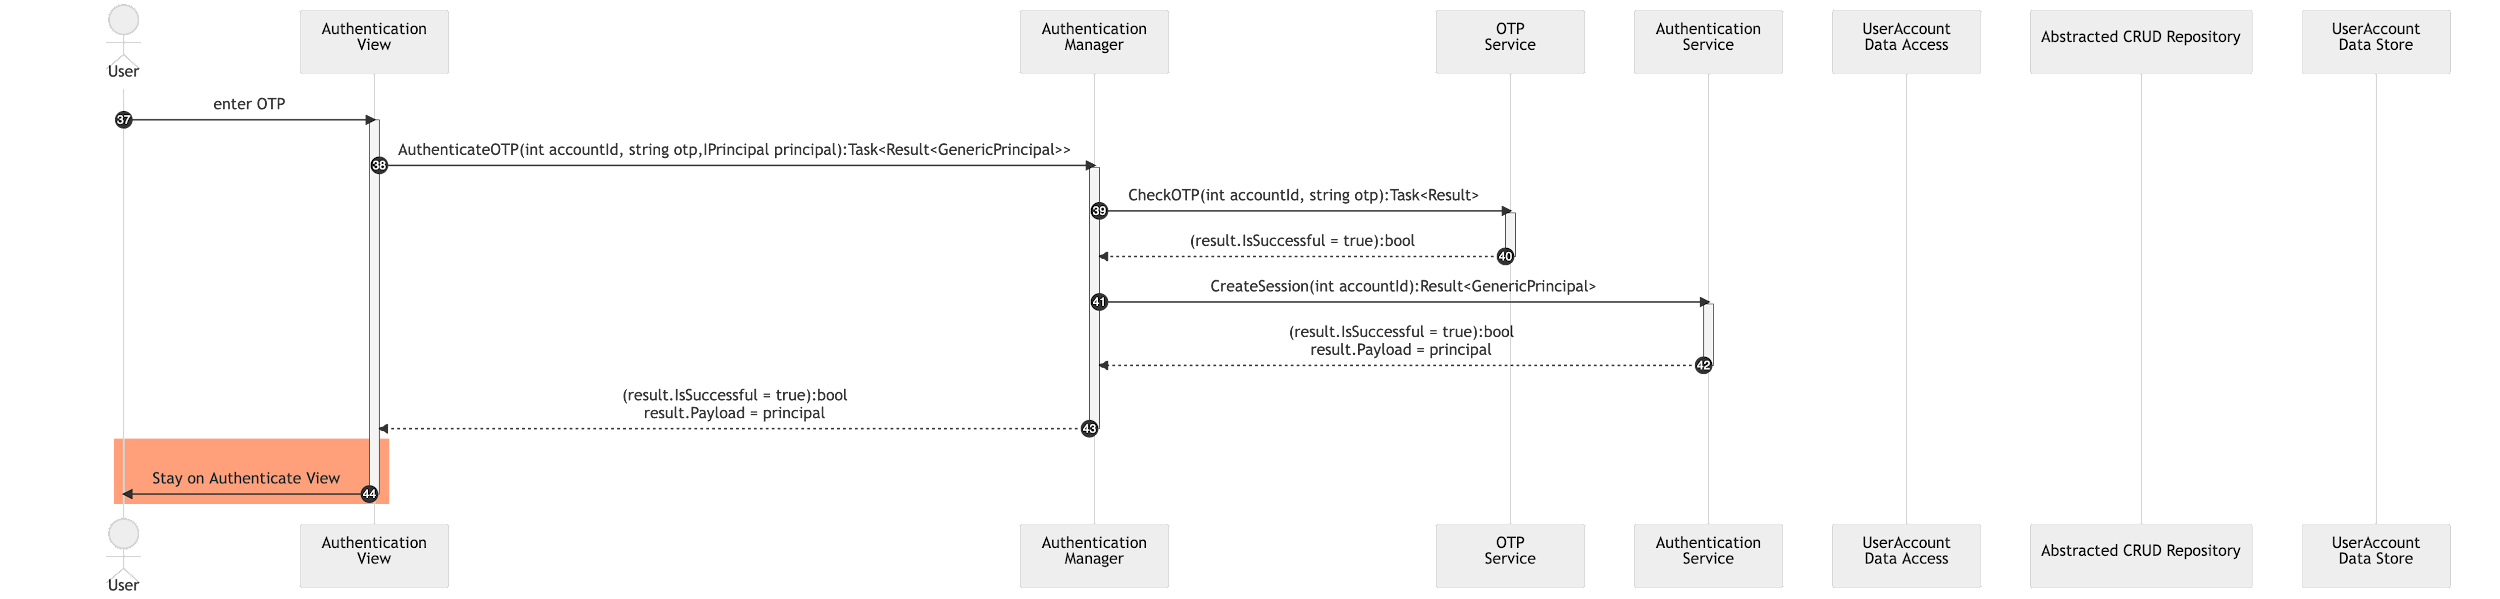 User
Authentication
View
Authentication
Manager
OTP
Service
Authentication
Service
UserAccount
Data Access
Abstracted CRUD Repository
UserAccount
Data Store
enter OTP
37
AuthenticateOTP(int accountId, string otp,IPrincipal principal):Task<Result<GenericPrincipal>>
38
CheckOTP(int accountId, string otp):Task<Result>
39
(result.IsSuccessful = true):bool
40
CreateSession(int accountId):Result<GenericPrincipal>
41
(result.IsSuccessful = true):bool
result.Payload = principal
42
(result.IsSuccessful = true):bool
result.Payload = principal
43
Stay on Authenticate View
44
User
Authentication
View
Authentication
Manager
OTP
Service
Authentication
Service
UserAccount
Data Access
Abstracted CRUD Repository
UserAccount
Data Store